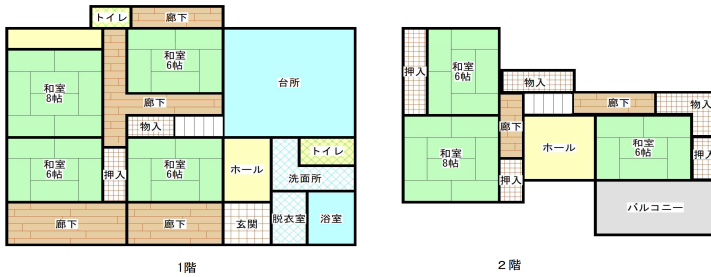 トイレ
廊下
和室
6帖
台所
和室
8帖
廊下
物入
和室
6帖
押入
和室
6帖
ホール
トイレ
洗面所
廊下
廊下
玄関
脱衣室
浴室
1階
押入
和室
6帖
物入
廊下
物入
廊下
和室
8帖
押入
ホール
和室
6帖
押入
バルコニー
2階